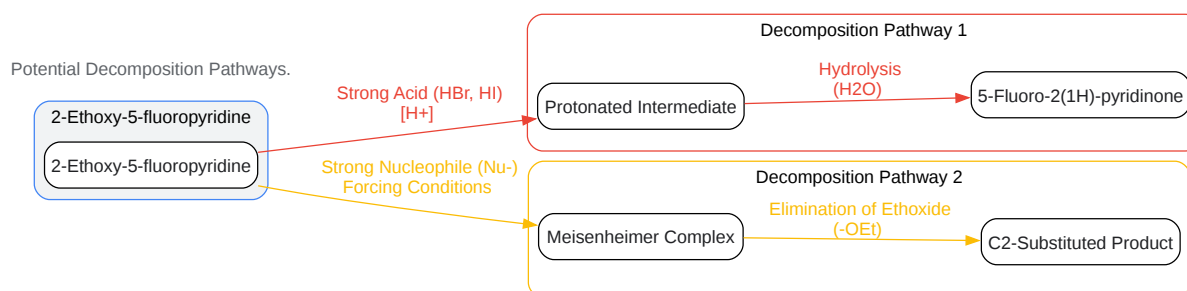 Potential Decomposition Pathways.
2-Ethoxy-5-fluoropyridine
2-Ethoxy-5-fluoropyridine
Strong Acid (HBr, HI)
[H+]
Strong Nucleophile (Nu-)
Forcing Conditions
Decomposition Pathway 1
Protonated Intermediate
Hydrolysis
(H2O)
5-Fluoro-2(1H)-pyridinone
Decomposition Pathway 2
Meisenheimer Complex
Elimination of Ethoxide
(-OEt)
C2-Substituted Product